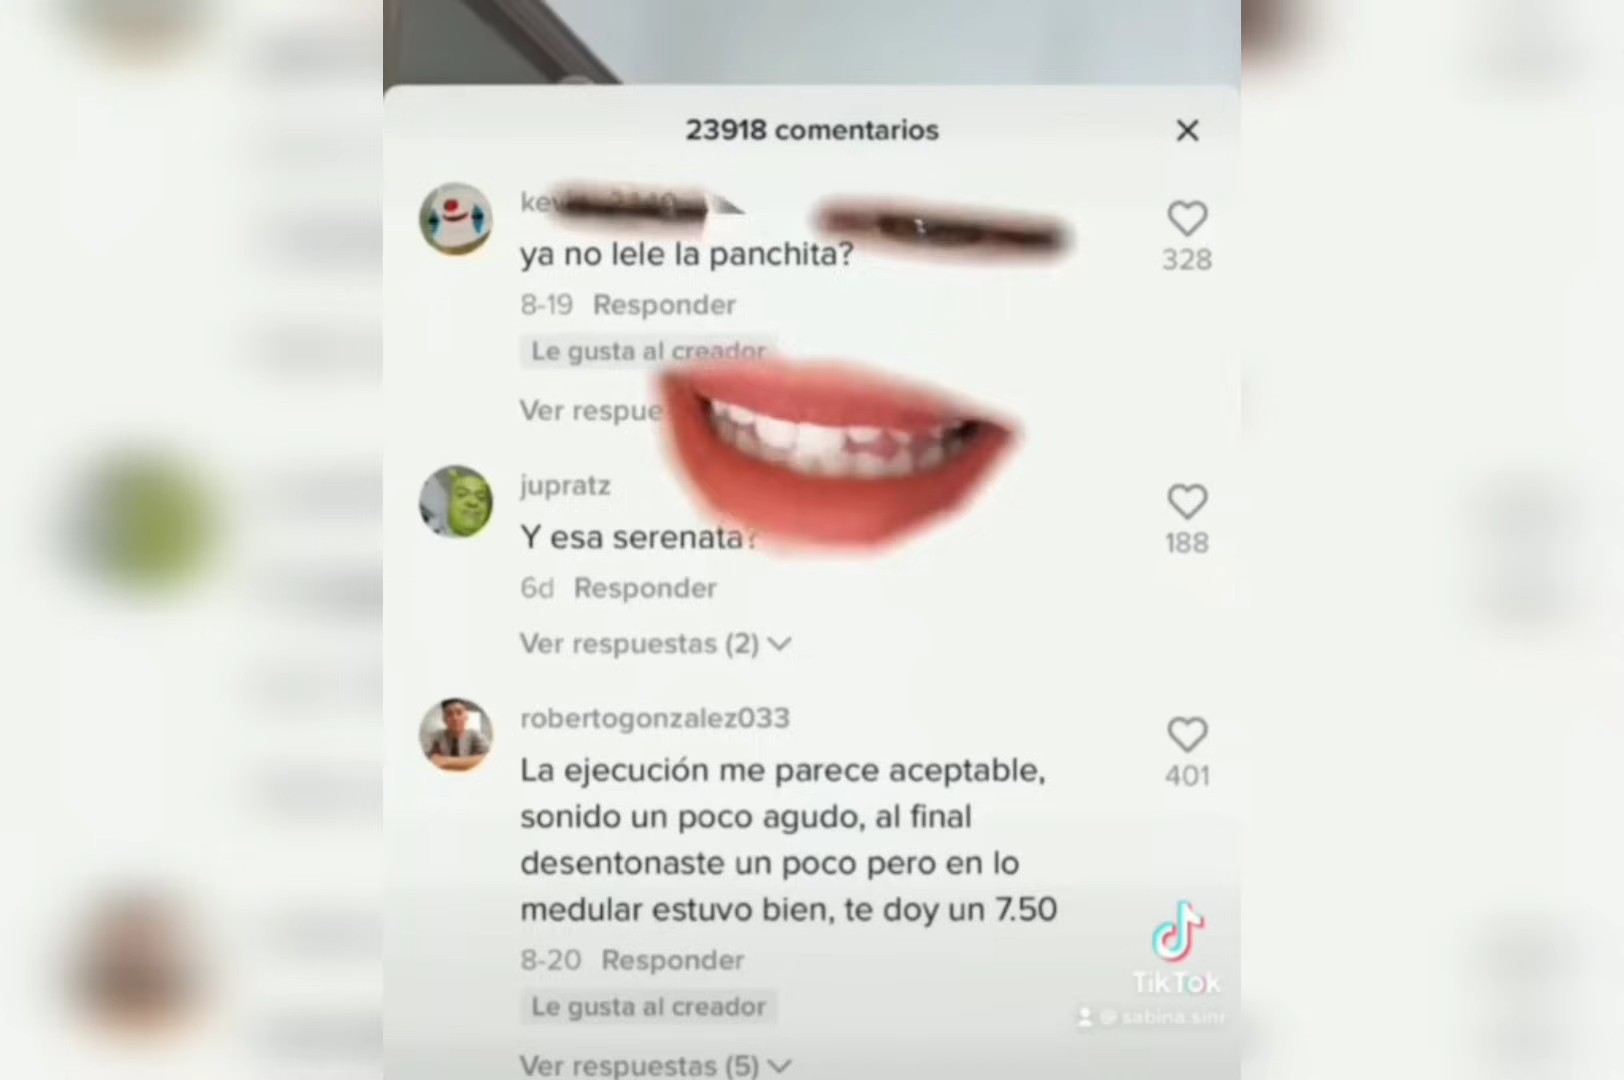 23918 comentarios
ya no lele la panchita?
328
8-19 Responder
Le gusta al creador
Ver
jupratz
Y esa serenata?
188
6d Responder
Ver respuestas (2)
robertogonzalez033
La ejecución me parece aceptable,
sonido un poco agudo, al final
desentonaste un poco pero en lo
medular estuvo bien, te doy un 7.50
401
8-20 Responder
Le gusta al creador
Ver respuestas (5)
TikTok
sabina.sinr